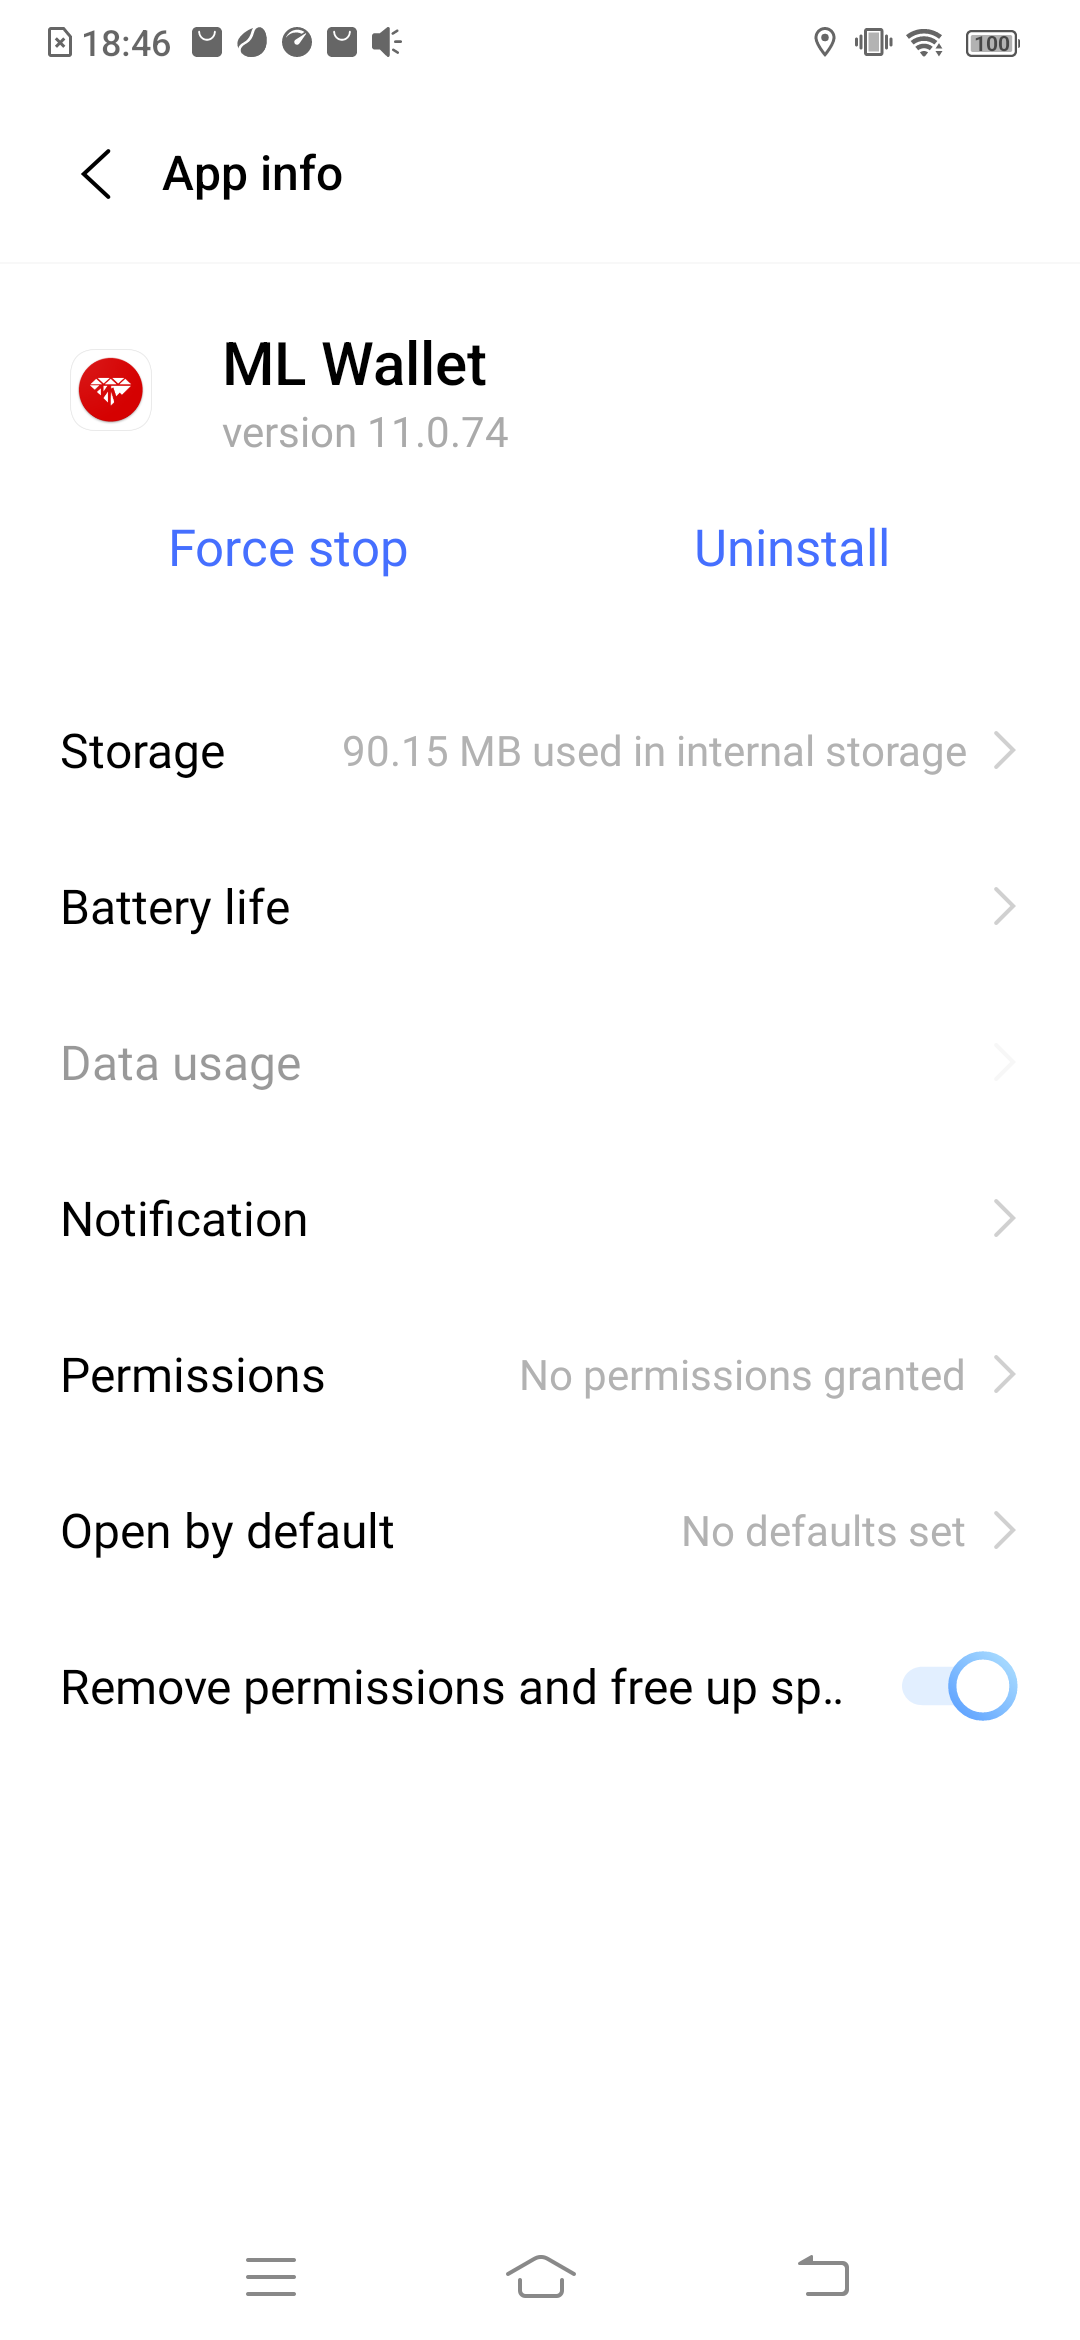 18:46
100
App info
ML Wallet
version 11.0.74
Force stop
Uninstall
Storage
90.15 MB used in internal storage
Battery life
Data usage
Notification
Permissions
No permissions granted
Open by default
No defaults set
Remove permissions and free up sp..